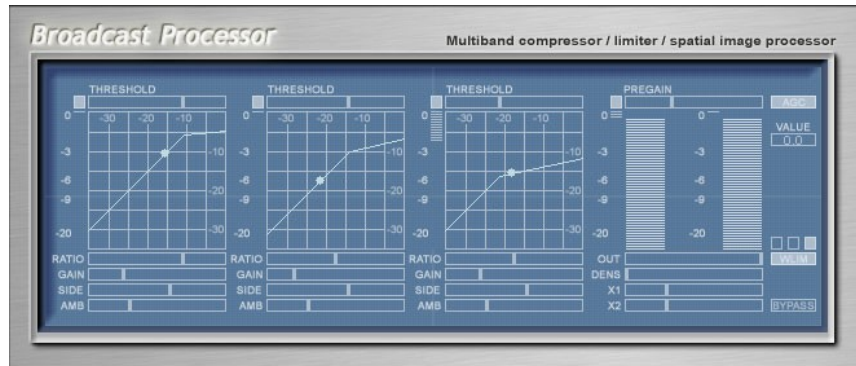 Broadcast Processor
Multiband compressor / limiter / spatial image processor
THRESHOLD THRESHOLD THRESHOLD PREGAIN AGC
0 -30 -20 -10 0 -30 -20 -10 0 -30 -20 -10 0 0
VALUE
0.0
-3 -10 -3 -10 -3 -10 -3 -3
-6 -6 -6 -6 -6
-20 -20 -20
-9 -9 -9 -9 -9
-20 -30 -20 -30 -20 -30 -20 -20
RATIO RATIO RATIO OUT WLIM
GAIN GAIN GAIN DENS
SIDE SIDE SIDE X1
AMB AMB AMB X2 BYPASS